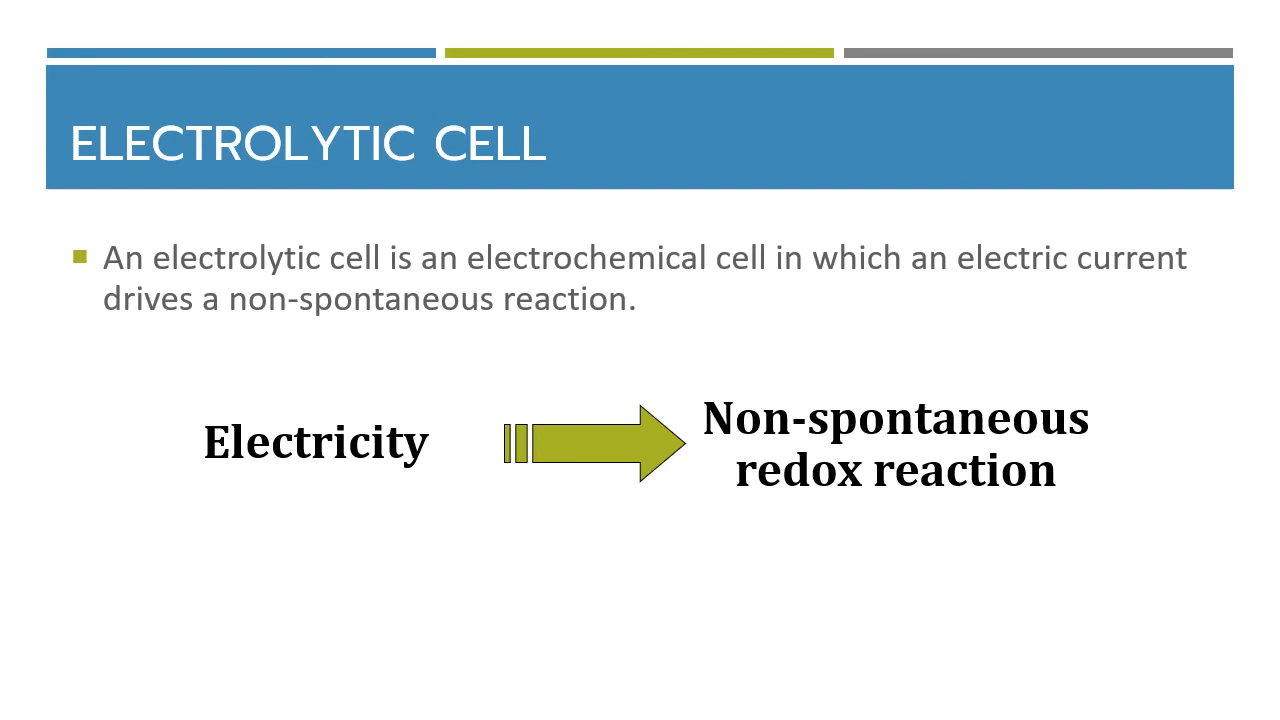 ELECTROLYTIC CELL
An electrolytic cell is an electrochemical cell in which an electric current
drives a non-spontaneous reaction.
Electricity
Non-spontaneous
redox reaction